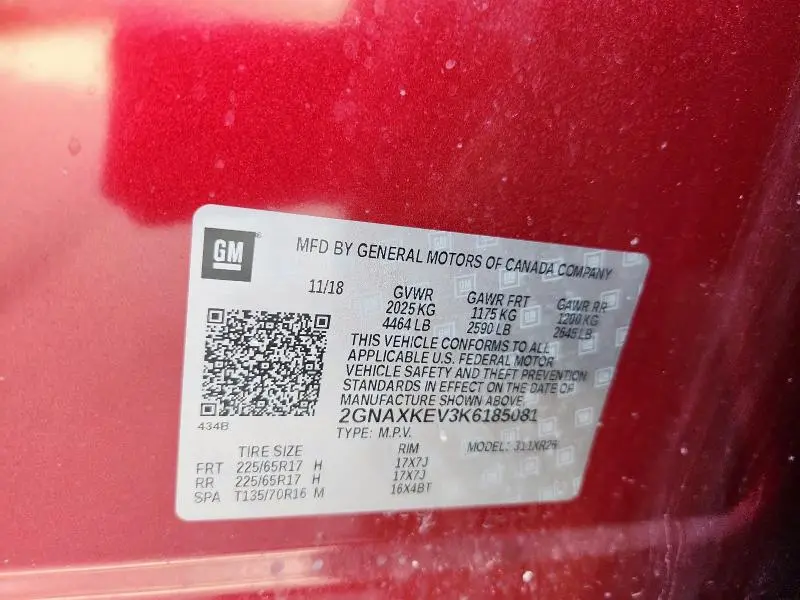 GM
MFD BY GENERAL MOTORS OF CANADA COMPANY
11/18 GVWR GAWR FRT GAWR RR
2025 KG 1175 KG 1200 KG
4464 LB 2590 LB 2645 LB
THIS VEHICLE CONFORMS TO ALL
APPLICABLE U.S. FEDERAL MOTOR
VEHICLE SAFETY AND THEFT PREVENTION
STANDARDS IN EFFECT ON THE DATE OF
MANUFACTURE SHOWN ABOVE.
2GNAXKEV3K6185081
434B
TYPE: M.P.V. MODEL:
TIRE SIZE RIM
FRT 225/65R17 H 17X7J
RR 225/65R17 H 17X7J
SPA T135/70R16 M 16X4BT